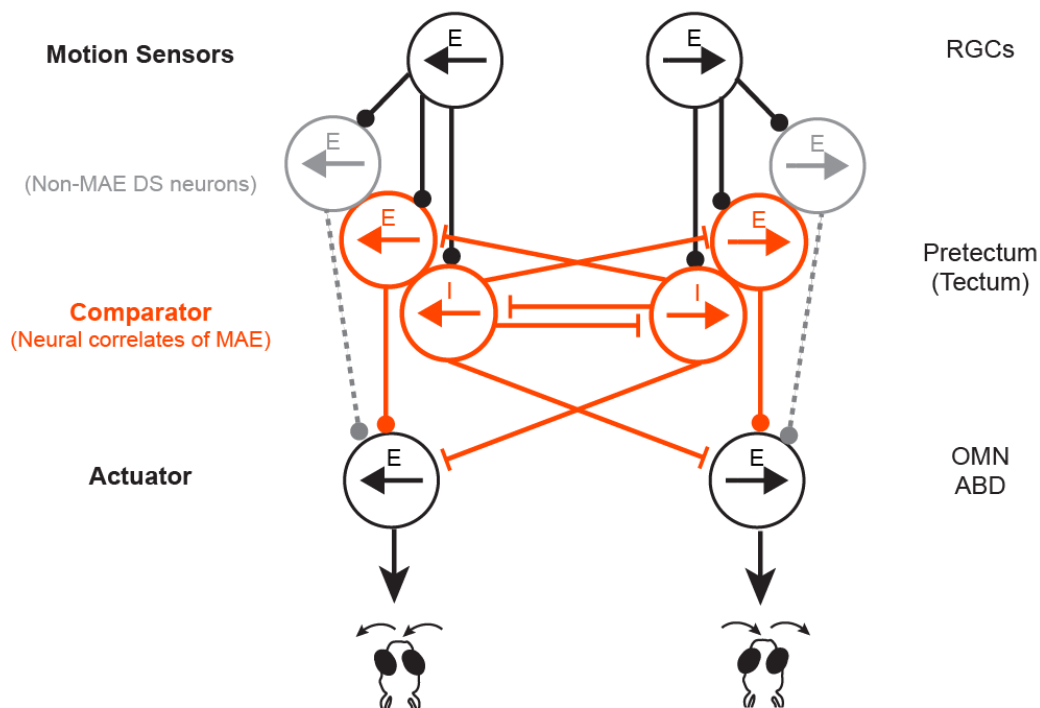 Motion Sensors
E
E
RGCs
E
E
(Non-MAE DS neurons)
E
E
Pretectum
(Tectum)
I
I
Comparator
(Neural correlates of MAE)
E
E
Actuator
OMN
ABD